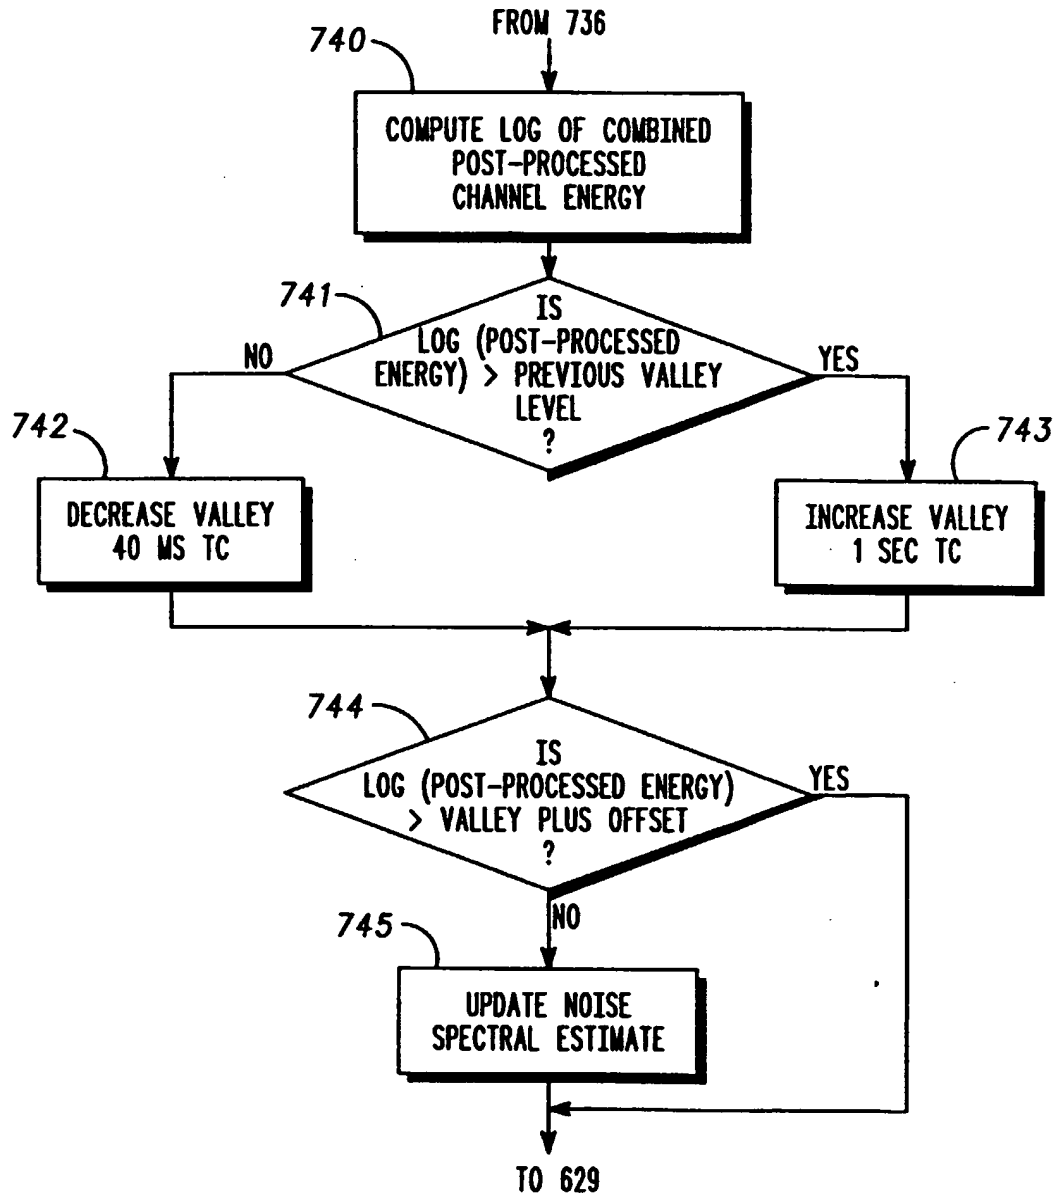 FROM 736
740
COMPUTE LOG OF COMBINED
POST-PROCESSED
CHANNEL ENERGY
741
IS
LOG (POST-PROCESSED
ENERGY) > PREVIOUS VALLEY
LEVEL
?
NO
YES
742
DECREASE VALLEY
40 MS TC
743
INCREASE VALLEY
1 SEC TC
744
IS
LOG (POST-PROCESSED ENERGY)
> VALLEY PLUS OFFSET
?
YES
NO
745
UPDATE NOISE
SPECTRAL ESTIMATE
TO 629